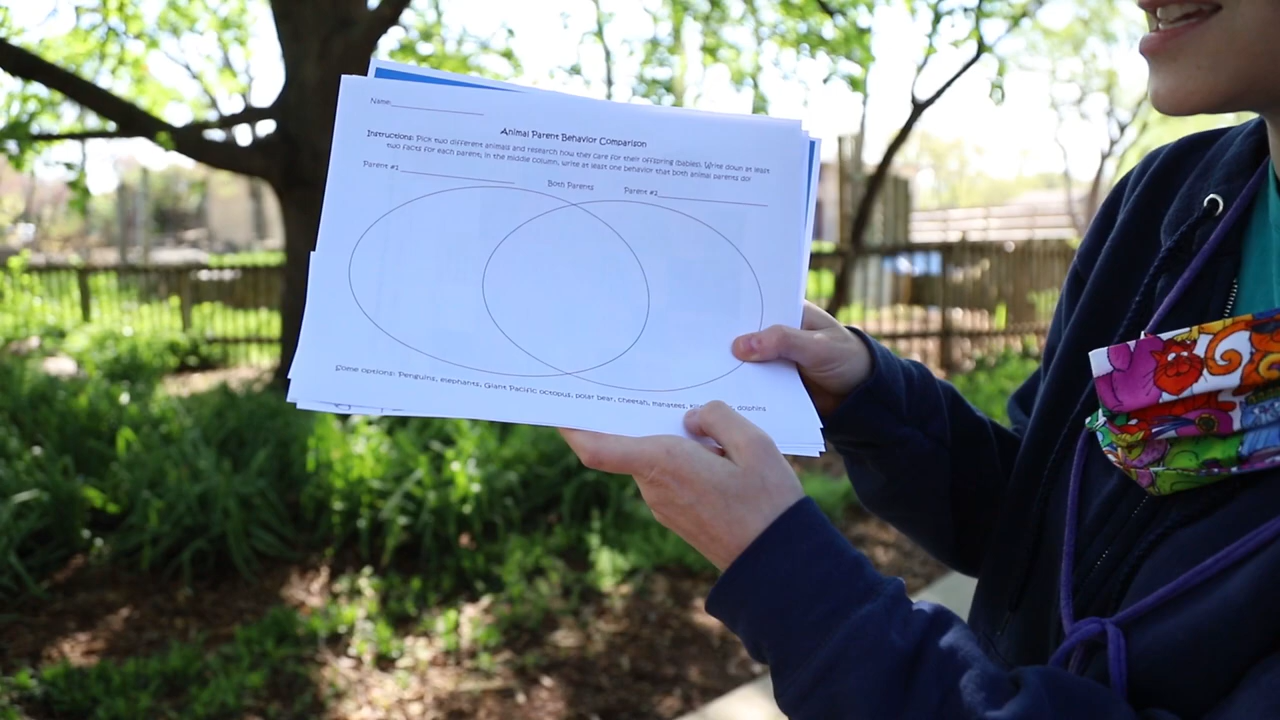 Name
Animal Parent Behavior Comparison
Instructions: Pick two different animals and research how they care for their offspring (babies). Write down at least
two facts for each parent; in the middle column, write at least one behavior that both animal parents do!
Parent #1 Both Parents Parent #2
Some options: Penguins, elephants, Giant Pacific octopus, polar bear, cheetah, manatees, dolphins